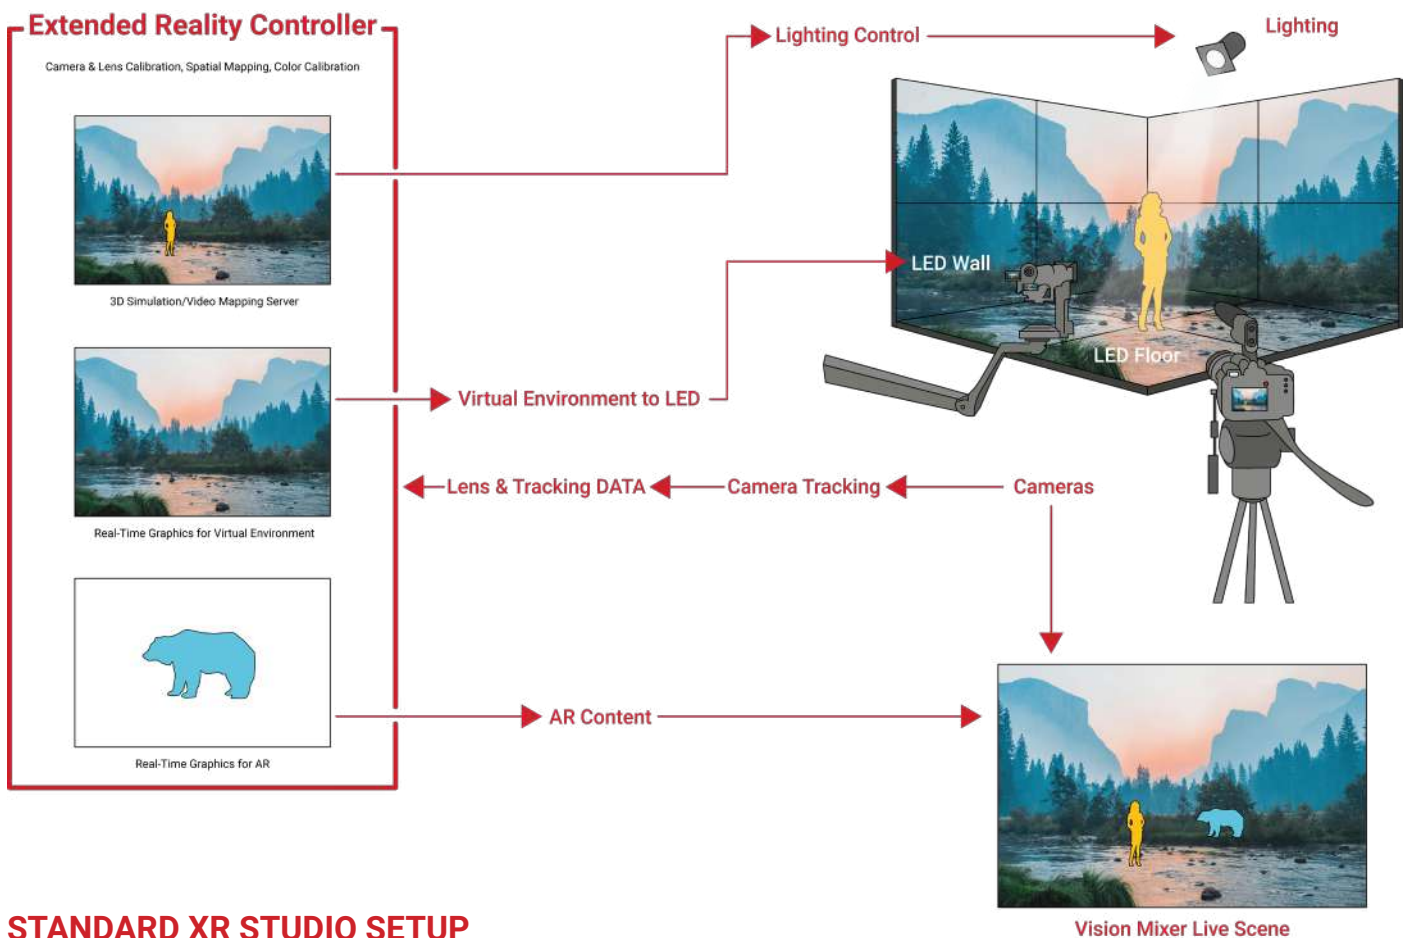 Extended Reality Controller
Camera & Lens Calibration, Spatial Mapping, Color Calibration
3D Simulation/Video Mapping Server
Real-Time Graphics for Virtual Environment
Real-Time Graphics for AR
Lighting Control
Lighting
LED Wall
LED Floor
Virtual Environment to LED
Lens & Tracking DATA
Camera Tracking
Cameras
AR Content
Vision Mixer Live Scene
STANDARD XR STUDIO SETUP